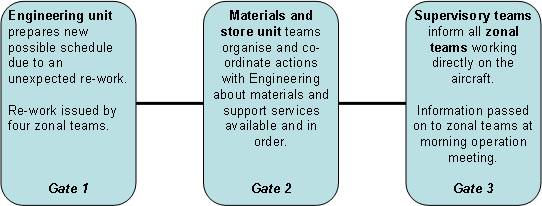 Engineering unit
prepares new
possible schedule
due to an
unexpected re-work.
Re-work issued by
four zonal teams.
Gate 1
Materials and
store unit teams
organise and co-
ordinate actions
with Engineering
about materials and
support services
available and in
order.
Gate 2
Supervisory teams
inform all zonal
teams working
directly on the
aircraft.
Information passed
on to zonal teams at
morning operation
meeting.
Gate 3